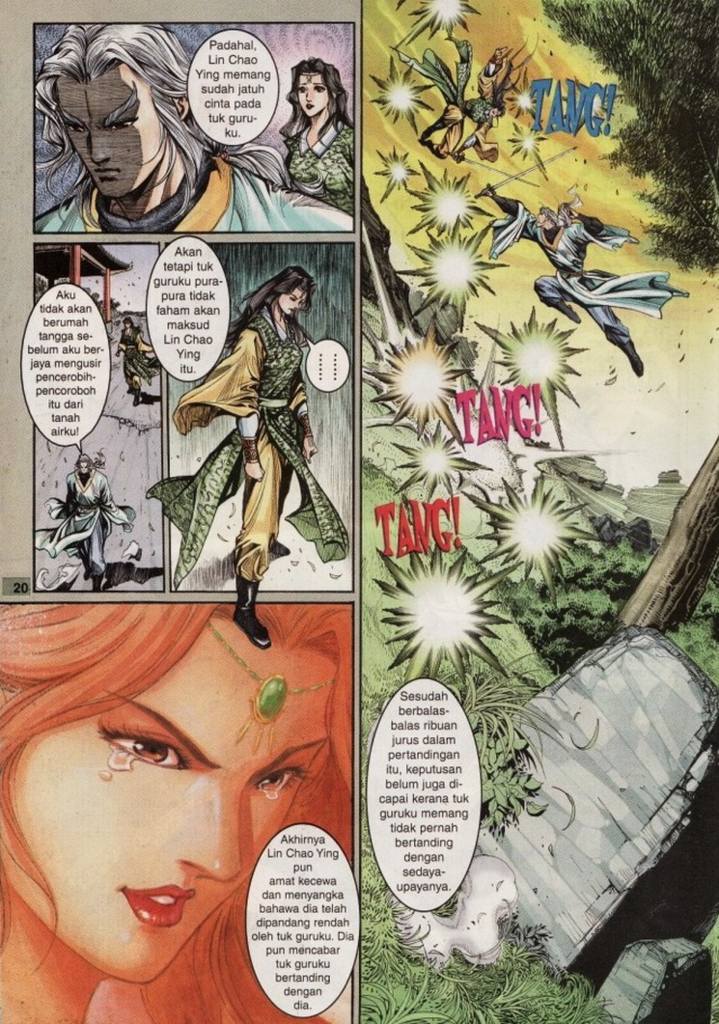 Padahal,
Lin Chao
Ying memang
sudah jatuh
cinta pada
tuk guru-
ku.
Aku
tidak akan
berumah
tangga se-
belum aku ber-
jaya mengusir
pencerobih-
pencoroboh
itu dari
tanah
airku!
Akan
tetapi tuk
guruku pura-
pura tidak
faham akan
maksud
Lin Chao
Ying
itu.
......
20
Akhirnya
Lin Chao Ying
pun
amat kecewa
dan menyangka
bahawa dia telah
dipandang rendah
oleh tuk guruku. Dia
pun mencabar
tuk guruku
bertanding
dengan
dia.
TANG!
TANG!
TANG!
Sesudah
berbalas-
balas ribuan
jurus dalam
pertandingan
itu, keputusan
belum juga di-
capai kerana tuk
guruku memang
tidak pernah
bertanding
dengan
sedaya-
upayanya.